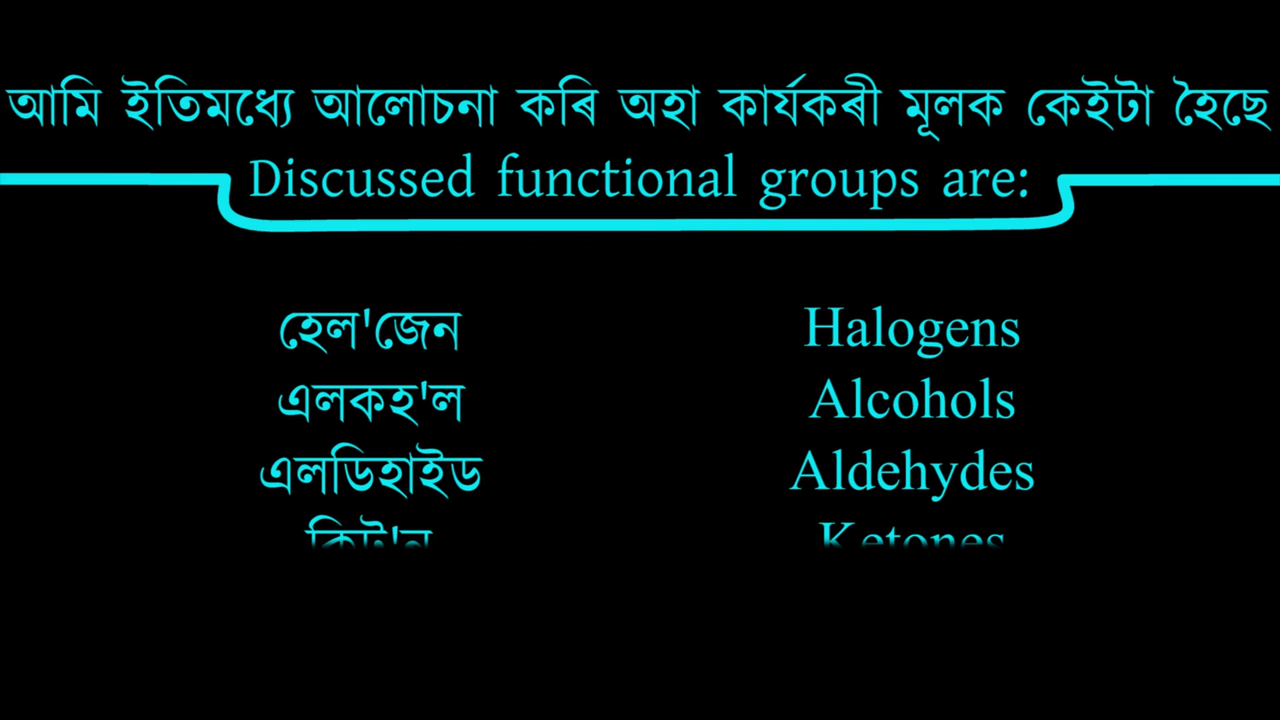 আমি ইতিমধ্যে আলোচনা কৰি অহা কাৰ্যকৰী মূলক কেইটা হৈছে
Discussed functional groups are:
হেল'জেন Halogens
এলকহ'ল Alcohols
এলডিহাইড Aldehydes
কিট'ন Ketones